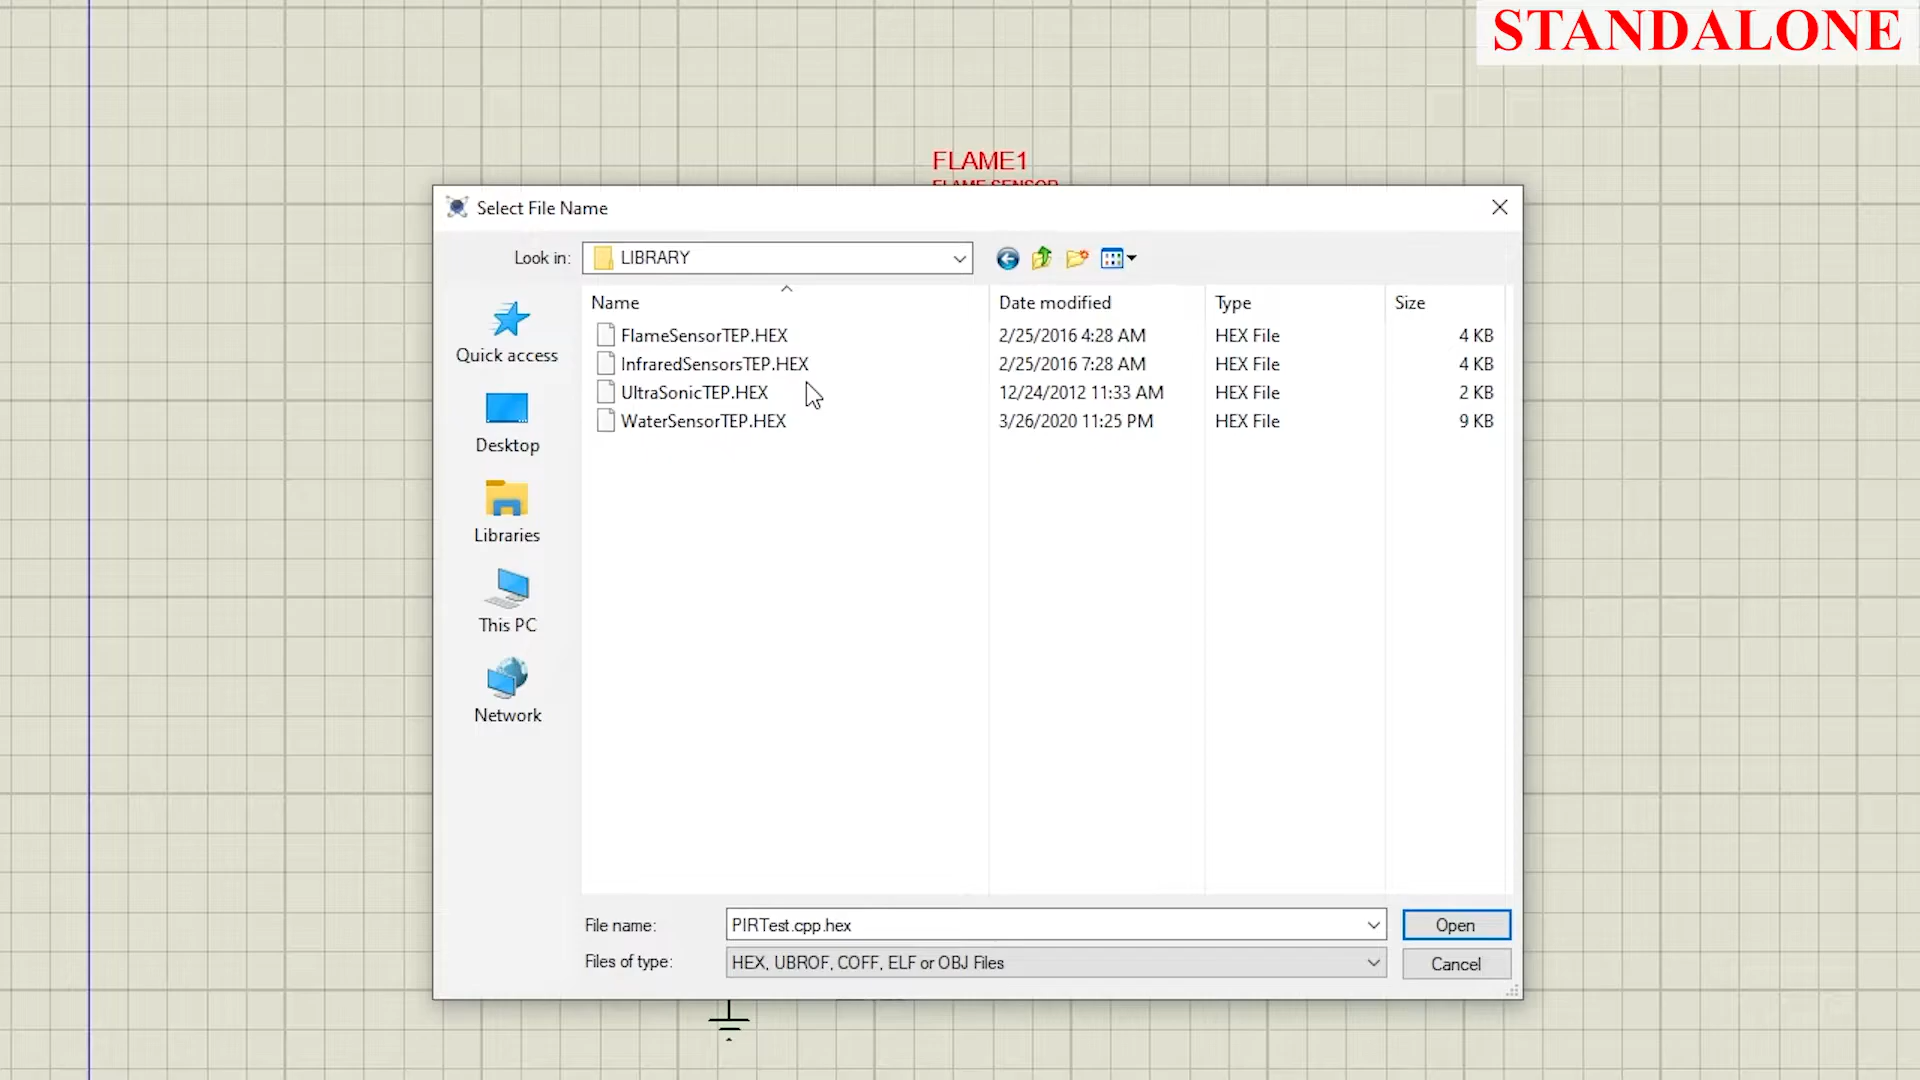 STANDALONE
FLAME1
FLAME SENSOR
Select File Name
Look in: LIBRARY
Name Date modified Type Size
FlameSensorTEP.HEX 2/25/2016 4:28 AM HEX File 4 KB
InfraredSensorsTEP.HEX 2/25/2016 7:28 AM HEX File 4 KB
UltraSonicTEP.HEX 12/24/2012 11:33 AM HEX File 2 KB
WaterSensorTEP.HEX 3/26/2020 11:25 PM HEX File 9 KB
Quick access
Desktop
Libraries
This PC
Network
File name: PIRTest.cpp.hex Open
Files of type: HEX, UBROF, COFF, ELF or OBJ Files Cancel